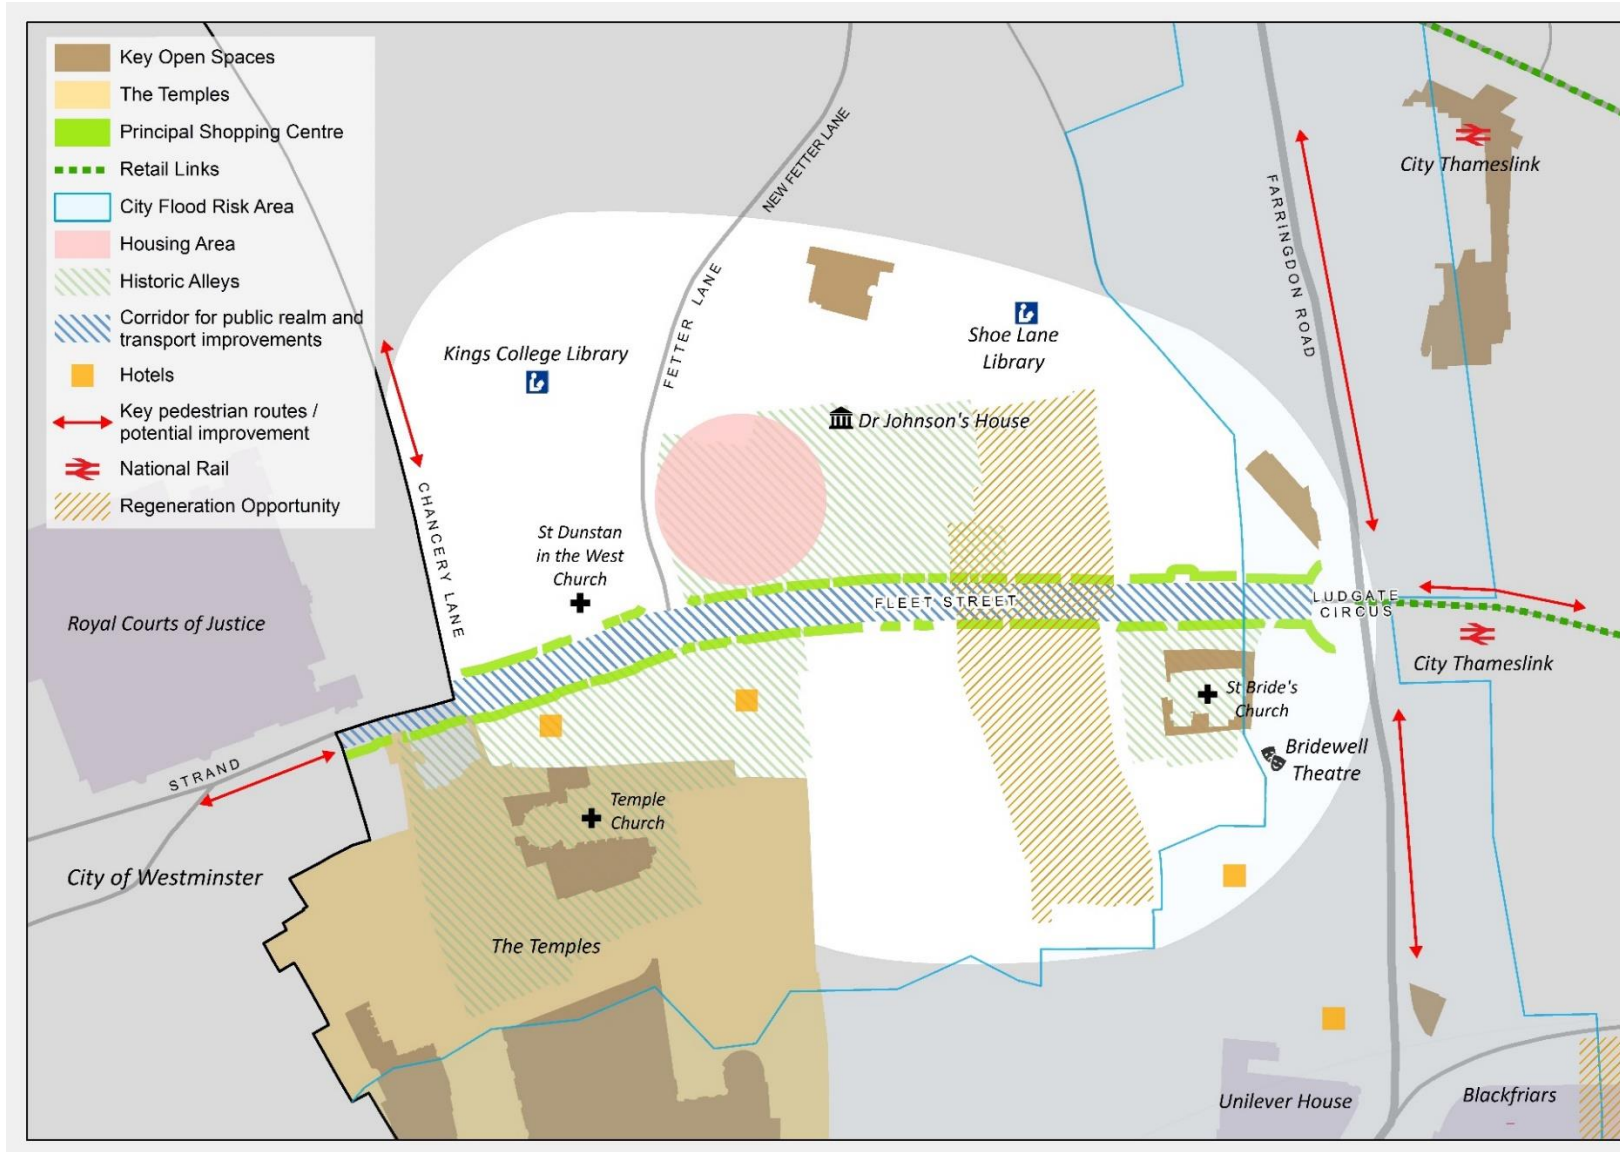 Key Open Spaces
The Temples
Principal Shopping Centre
Retail Links
City Flood Risk Area
Housing Area
Historic Alleys
Corridor for public realm and
transport improvements
Hotels
Key pedestrian routes /
potential improvement
National Rail
Regeneration Opportunity
NEW FETTER LANE
FETTER LANE
FARRINGDON ROAD
City Thameslink
Kings College Library
Shoe Lane
Library
Dr Johnson's House
CHANCERY LANE
St Dunstan
in the West
Church
Royal Courts of Justice
FLEET STREET
LUDGATE
CIRCUS
City Thameslink
St Bride's
Church
Bridewell
Theatre
STRAND
Temple
Church
City of Westminster
The Temples
Unilever House
Blackfriars